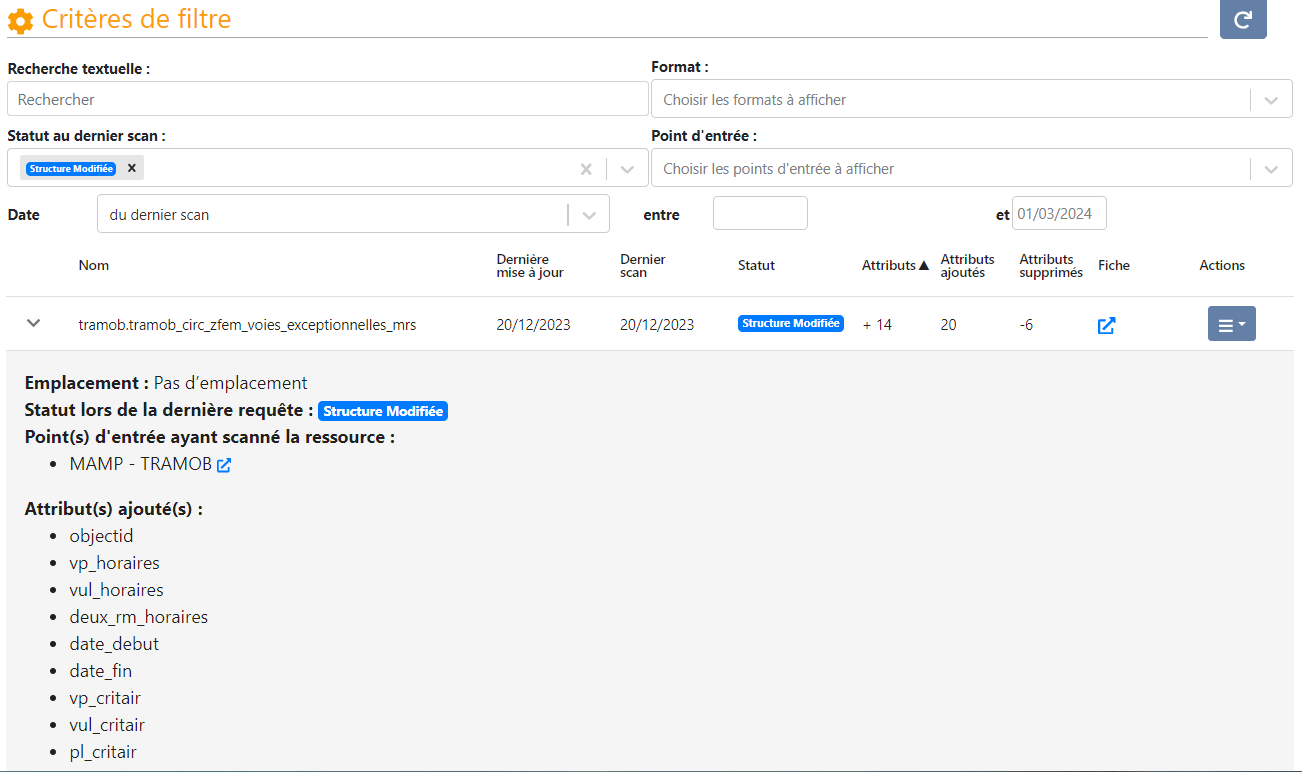 Critères de filtre
Recherche textuelle :
Format :
Rechercher
Choisir les formats à afficher
Statut au dernier scan :
Point d'entrée :
Structure Modifiée ×
Choisir les points d'entrée à afficher
Date
du dernier scan
entre
et 01/03/2024
Nom
Dernière mise à jour
Dernier scan
Statut
Attributs ▲
Attributs ajoutés
Attributs supprimés
Fiche
Actions
tramob.tramob_circ_zfem_voies_exceptionnelles_mrs 20/12/2023 20/12/2023 Structure Modifiée + 14 20 -6
Emplacement : Pas d'emplacement
Statut lors de la dernière requête : Structure Modifiée
Point(s) d'entrée ayant scanné la ressource :
• MAMP - TRAMOB
Attribut(s) ajouté(s) :
• objectid
• vp_horaires
• vul_horaires
• deux_rm_horaires
• date_debut
• date_fin
• vp_critair
• vul_critair
• pl_critair